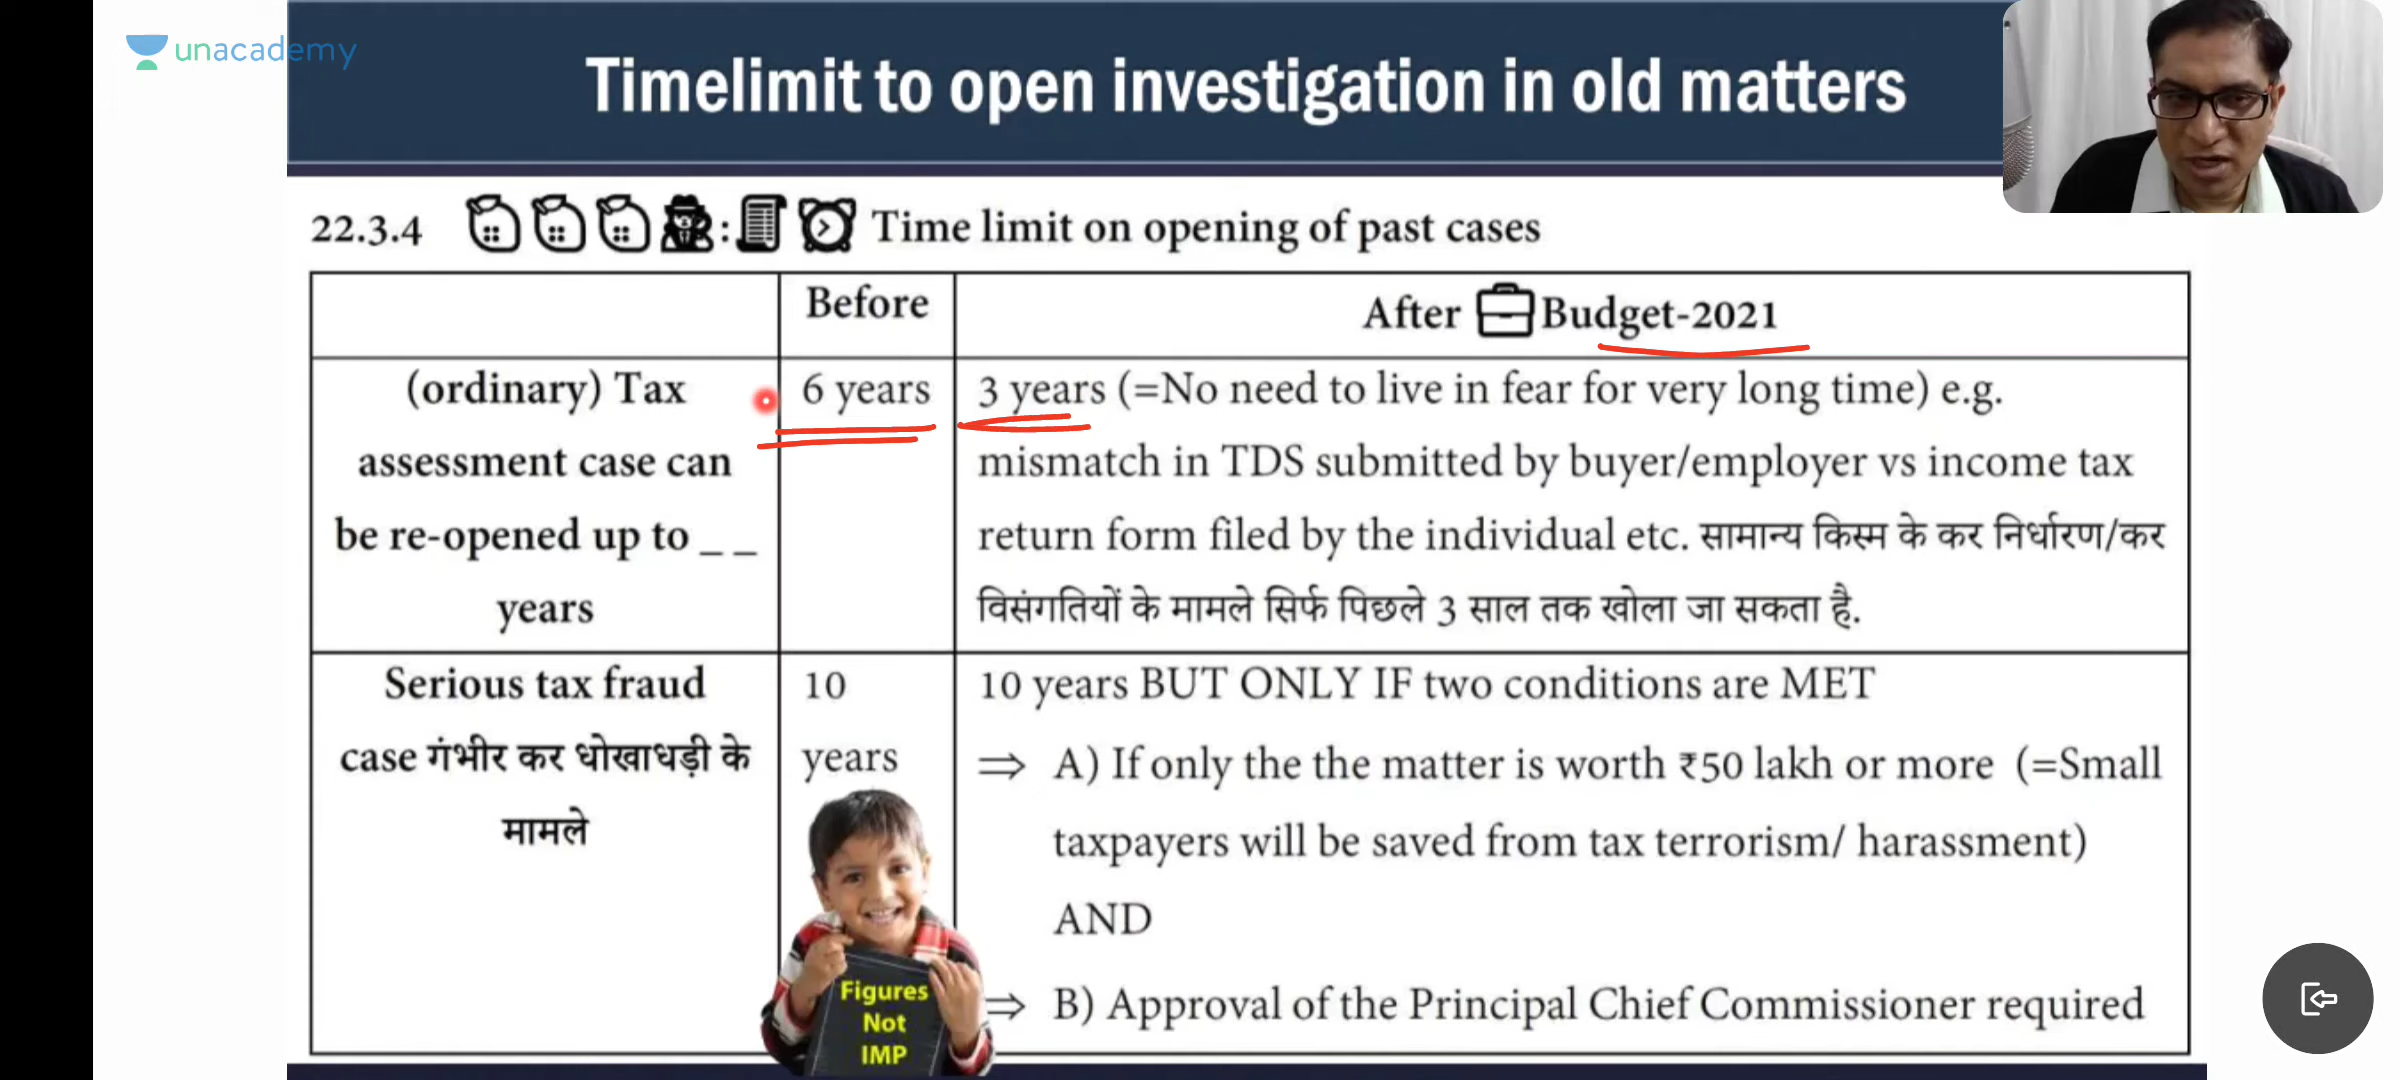 unacademy
Timelimit to open investigation in old matters
22.3.4 : Time limit on opening of past cases
Before
After Budget-2021
(ordinary) Tax
assessment case can
be re-opened up to _ _
years
6 years
3 years (=No need to live in fear for very long time) e.g.
mismatch in TDS submitted by buyer/employer vs income tax
return form filed by the individual etc. सामान्य किस्म के कर निर्धारण/कर
विसंगतियों के मामले सिर्फ पिछले 3 साल तक खोला जा सकता है.
Serious tax fraud
case गंभीर कर धोखाधड़ी के
मामले
10
years
10 years BUT ONLY IF two conditions are MET
⇒ A) If only the the matter is worth ₹50 lakh or more (=Small
taxpayers will be saved from tax terrorism/ harassment)
AND
⇒ B) Approval of the Principal Chief Commissioner required
Figures
Not
IMP